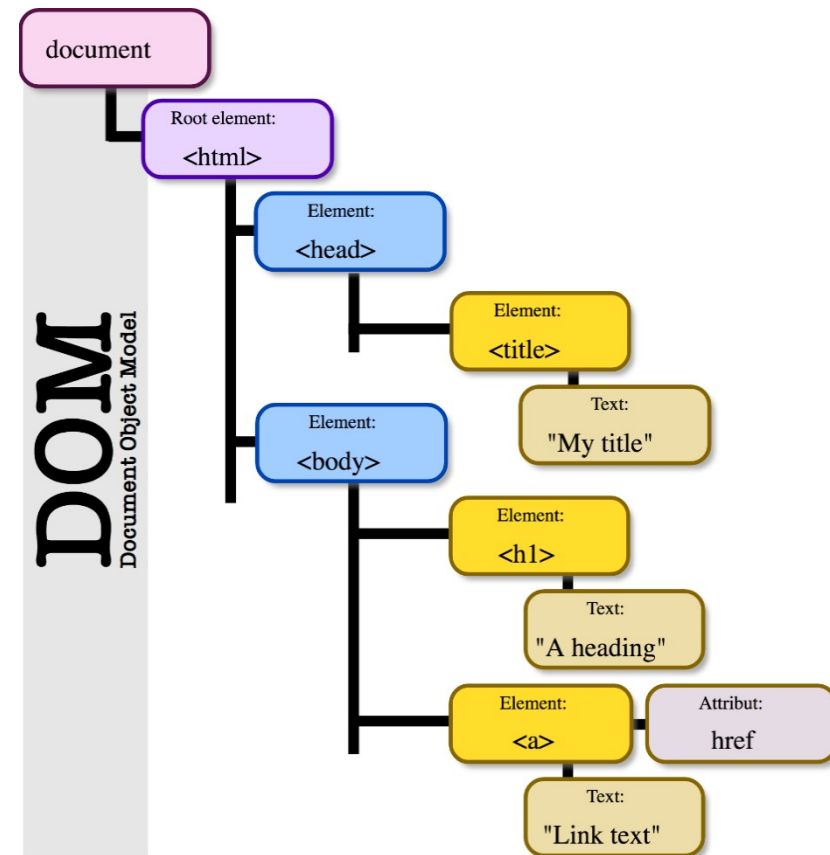 document
Root element:
<html>
Element:
<head>
Element:
<title>
Text:
"My title"
Element:
<body>
Element:
<h1>
Text:
"A heading"
Element:
<a>
Attribut:
href
Text:
"Link text"
DOM
Document Object Model